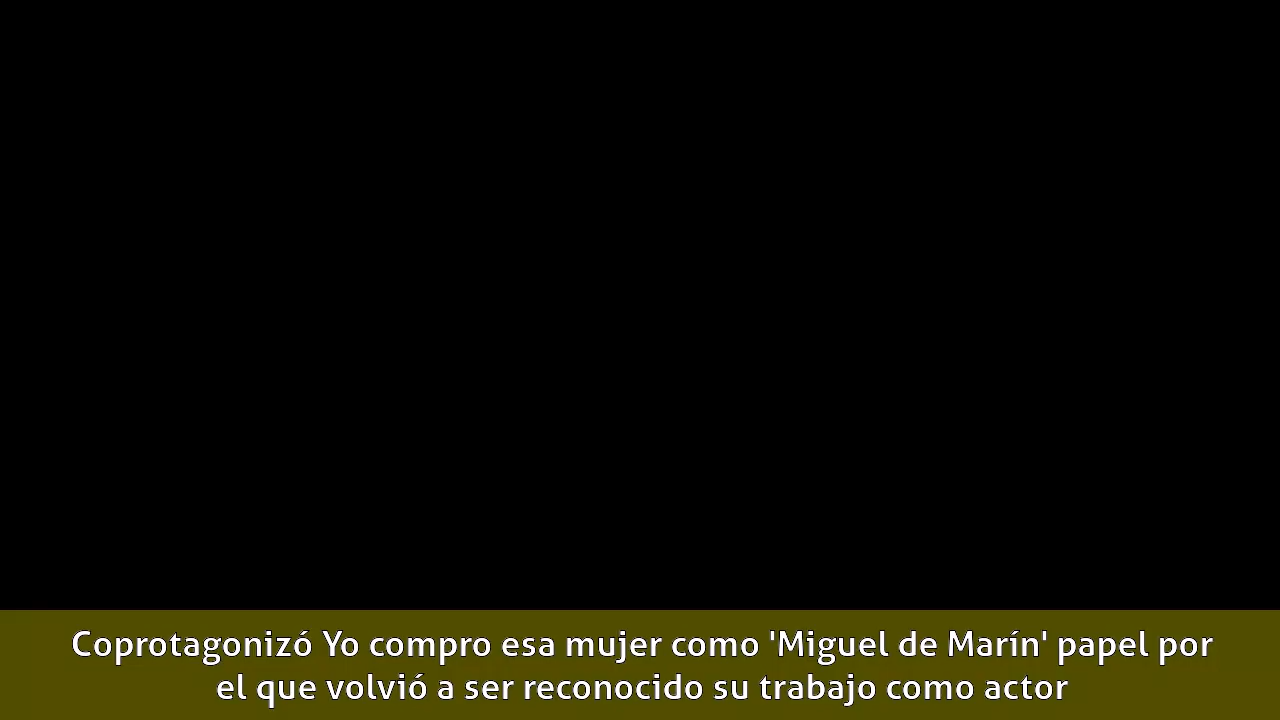 Coprotagonizó Yo compro esa mujer como 'Miguel de Marín' papel por
el que volvió a ser reconocido su trabajo como actor